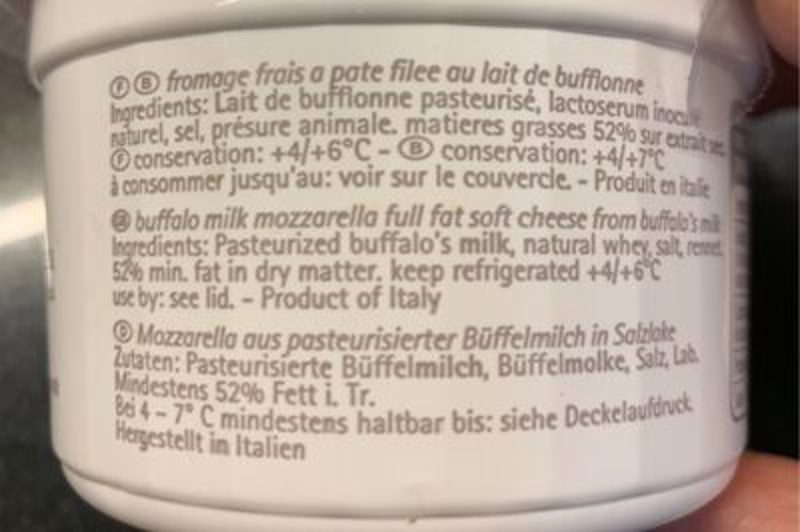 Ⓕ Ⓑ fromage frais a pate filee au lait de bufflonne
Ingredients: Lait de bufflonne pasteurisé, lactoserum
naturel, sel, présure animale. matieres grasses 52% sur extrait sec
Ⓕ conservation: +4/+6°C – Ⓑ conservation: +4/+7°C
à consommer jusqu'au: voir sur le couvercle. – Produit en italie
buffalo milk mozzarella full fat soft cheese from buffalo's milk
Ingredients: Pasteurized buffalo's milk, natural whey, salt, rennet.
52% min. fat in dry matter. keep refrigerated +4/+6°C
use by: see lid. – Product of Italy
Ⓓ Mozzarella aus pasteurisierter Büffelmilch in Salzlake
Zutaten: Pasteurisierte Büffelmilch, Büffelmolke, Salz, Lab.
Mindestens 52% Fett i. Tr.
Bei 4 – 7° C mindestens haltbar bis: siehe Deckelaufdruck.
Hergestellt in Italien